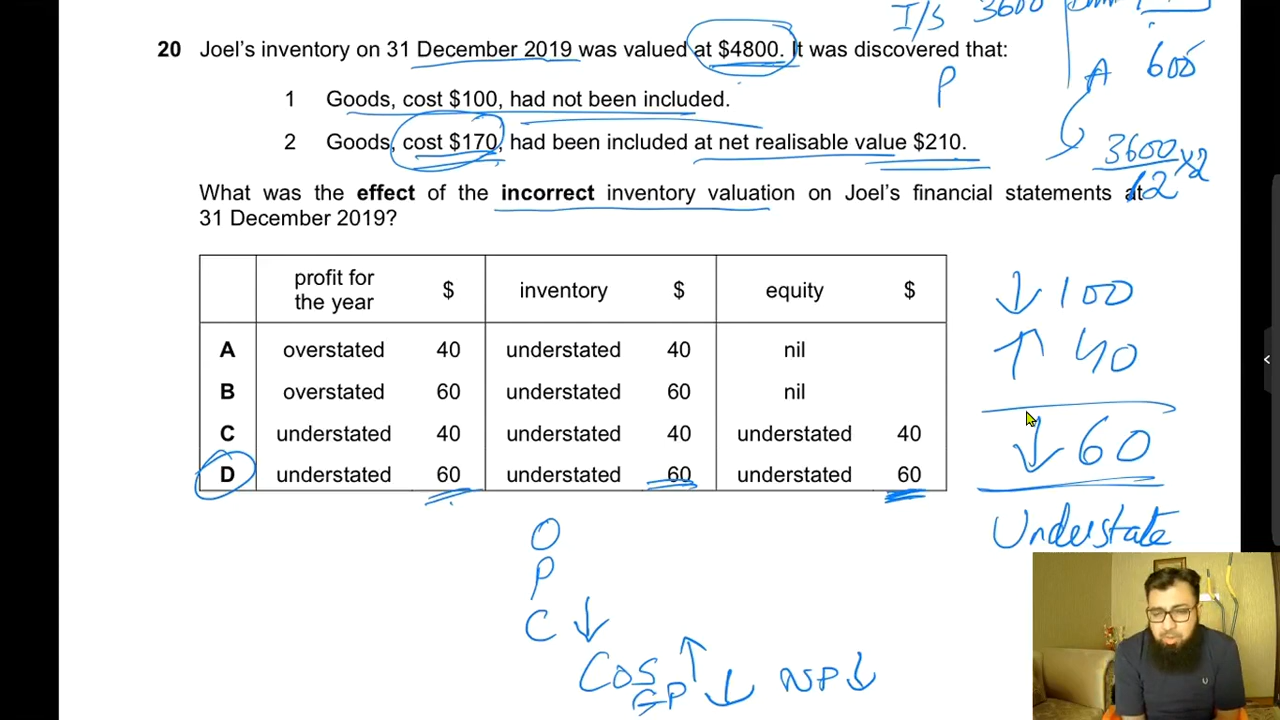 I/S 3600
20 Joel's inventory on 31 December 2019 was valued at $4800. It was discovered that:
P
A 600
1 Goods, cost $100, had not been included.
2 Goods, cost $170, had been included at net realisable value $210.
3600 x2
12
What was the effect of the incorrect inventory valuation on Joel's financial statements at
31 December 2019?
profit for the year $ inventory $ equity $
A overstated 40 understated 40 nil
B overstated 60 understated 60 nil
C understated 40 understated 40 understated 40
D understated 60 understated 60 understated 60
↓ 100
↑ 40
↓ 60
Understate
O
P
C ↓
COS ↑
GP ↓ NP ↓